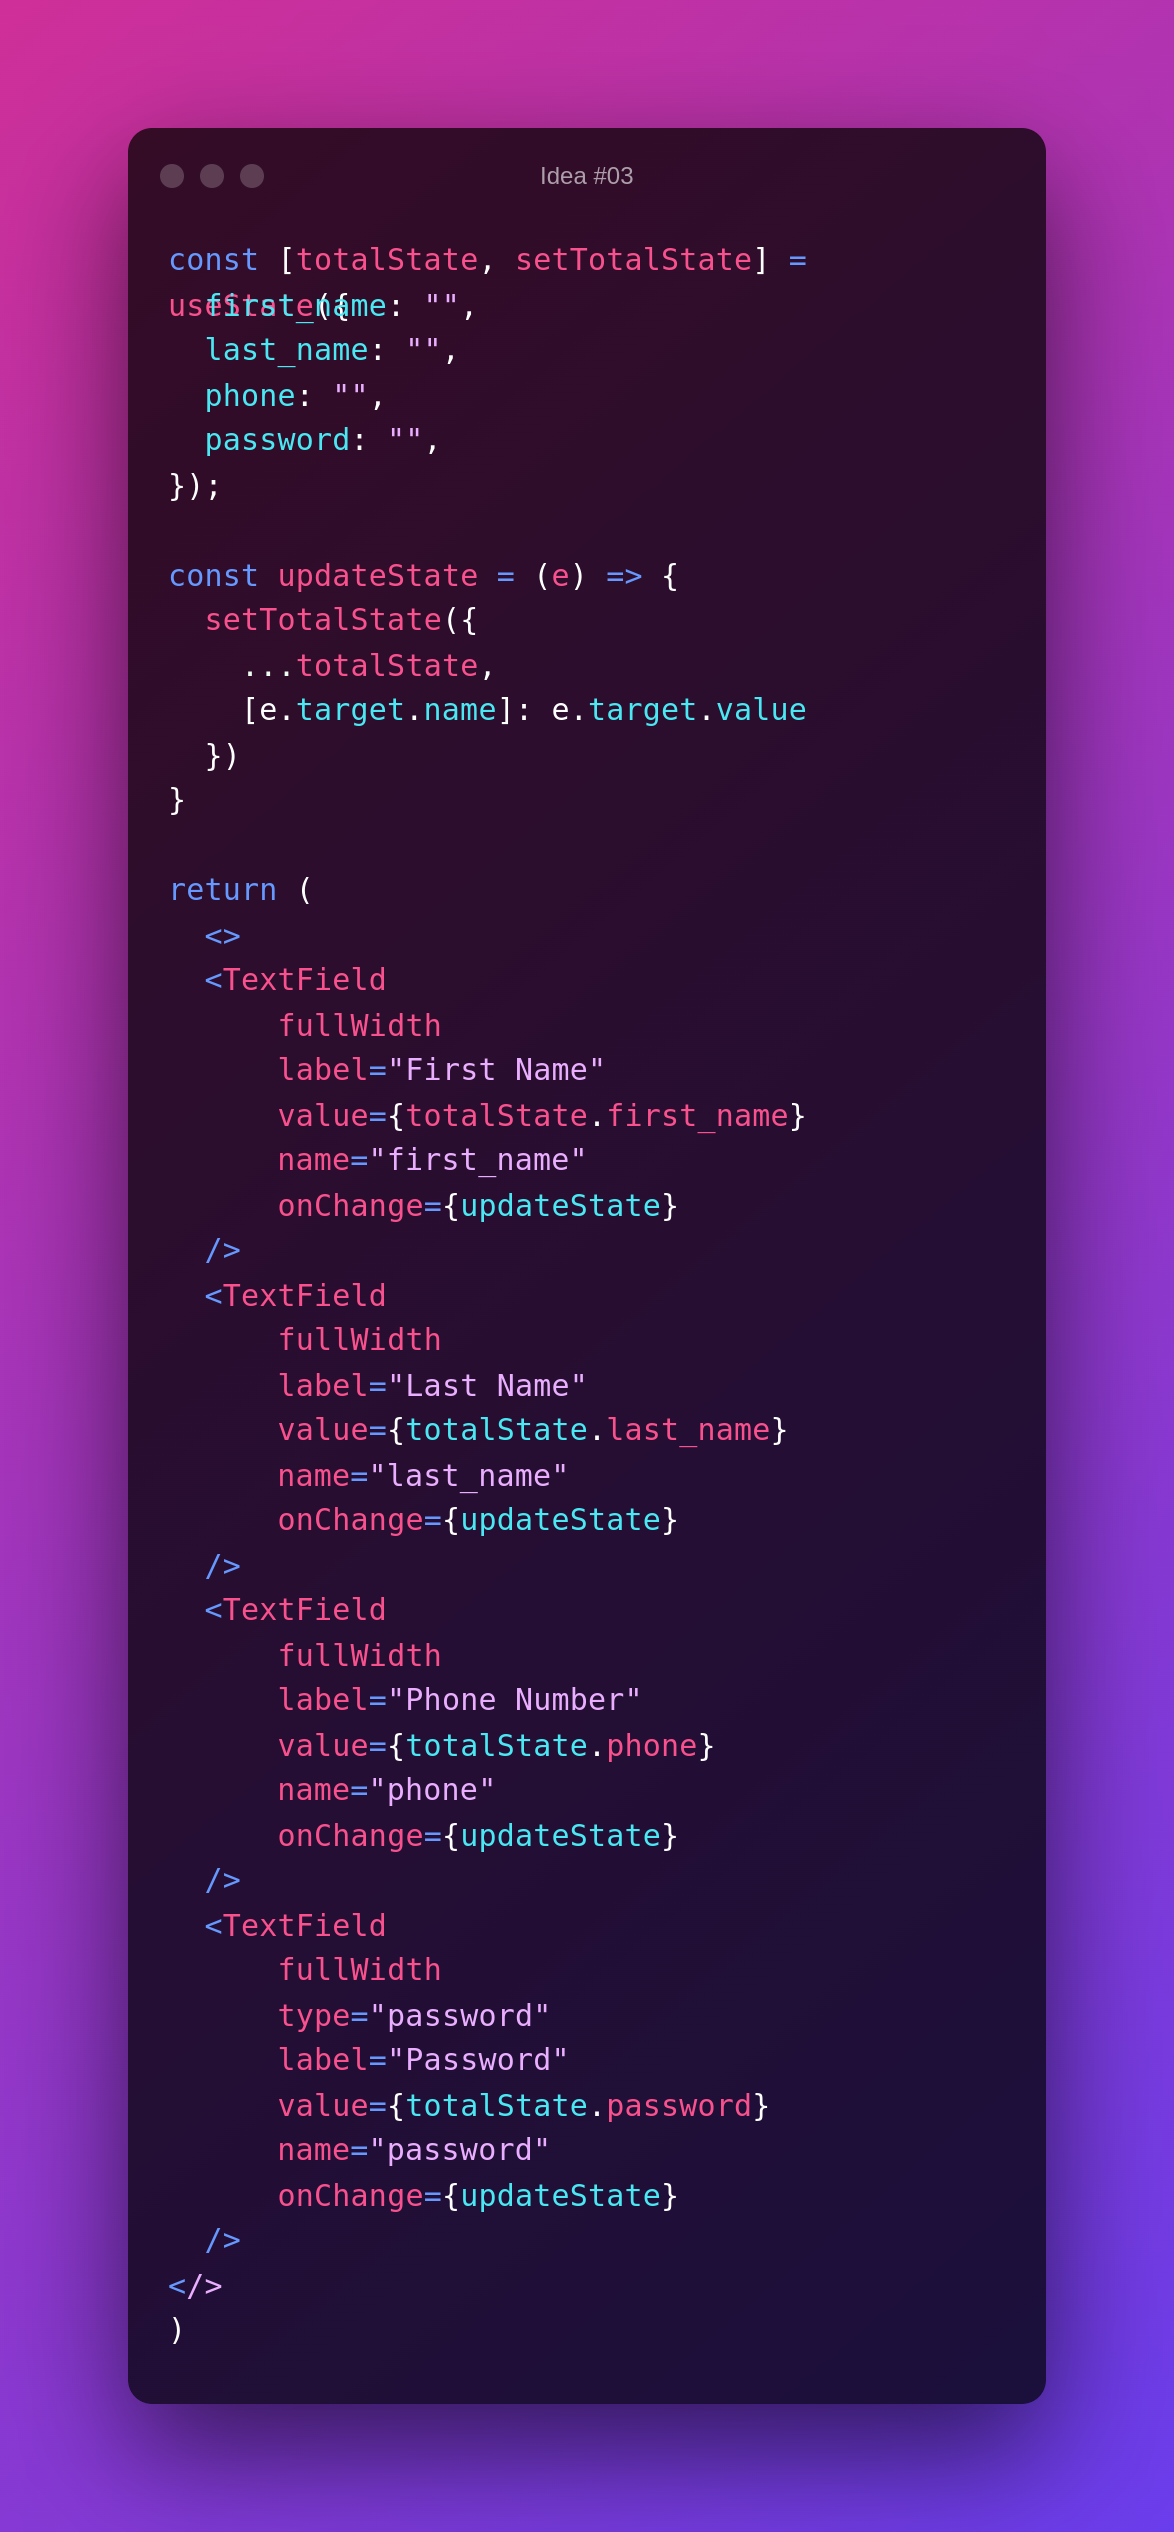 Idea #03
const [totalState, setTotalState] =
useState({
  first_name: "",
  last_name: "",
  phone: "",
  password: "",
});

const updateState = (e) => {
  setTotalState({
    ...totalState,
    [e.target.name]: e.target.value
  })
}

return (
  <>
  <TextField
      fullWidth
      label="First Name"
      value={totalState.first_name}
      name="first_name"
      onChange={updateState}
  />
  <TextField
      fullWidth
      label="Last Name"
      value={totalState.last_name}
      name="last_name"
      onChange={updateState}
  />
  <TextField
      fullWidth
      label="Phone Number"
      value={totalState.phone}
      name="phone"
      onChange={updateState}
  />
  <TextField
      fullWidth
      type="password"
      label="Password"
      value={totalState.password}
      name="password"
      onChange={updateState}
  />
</>
)